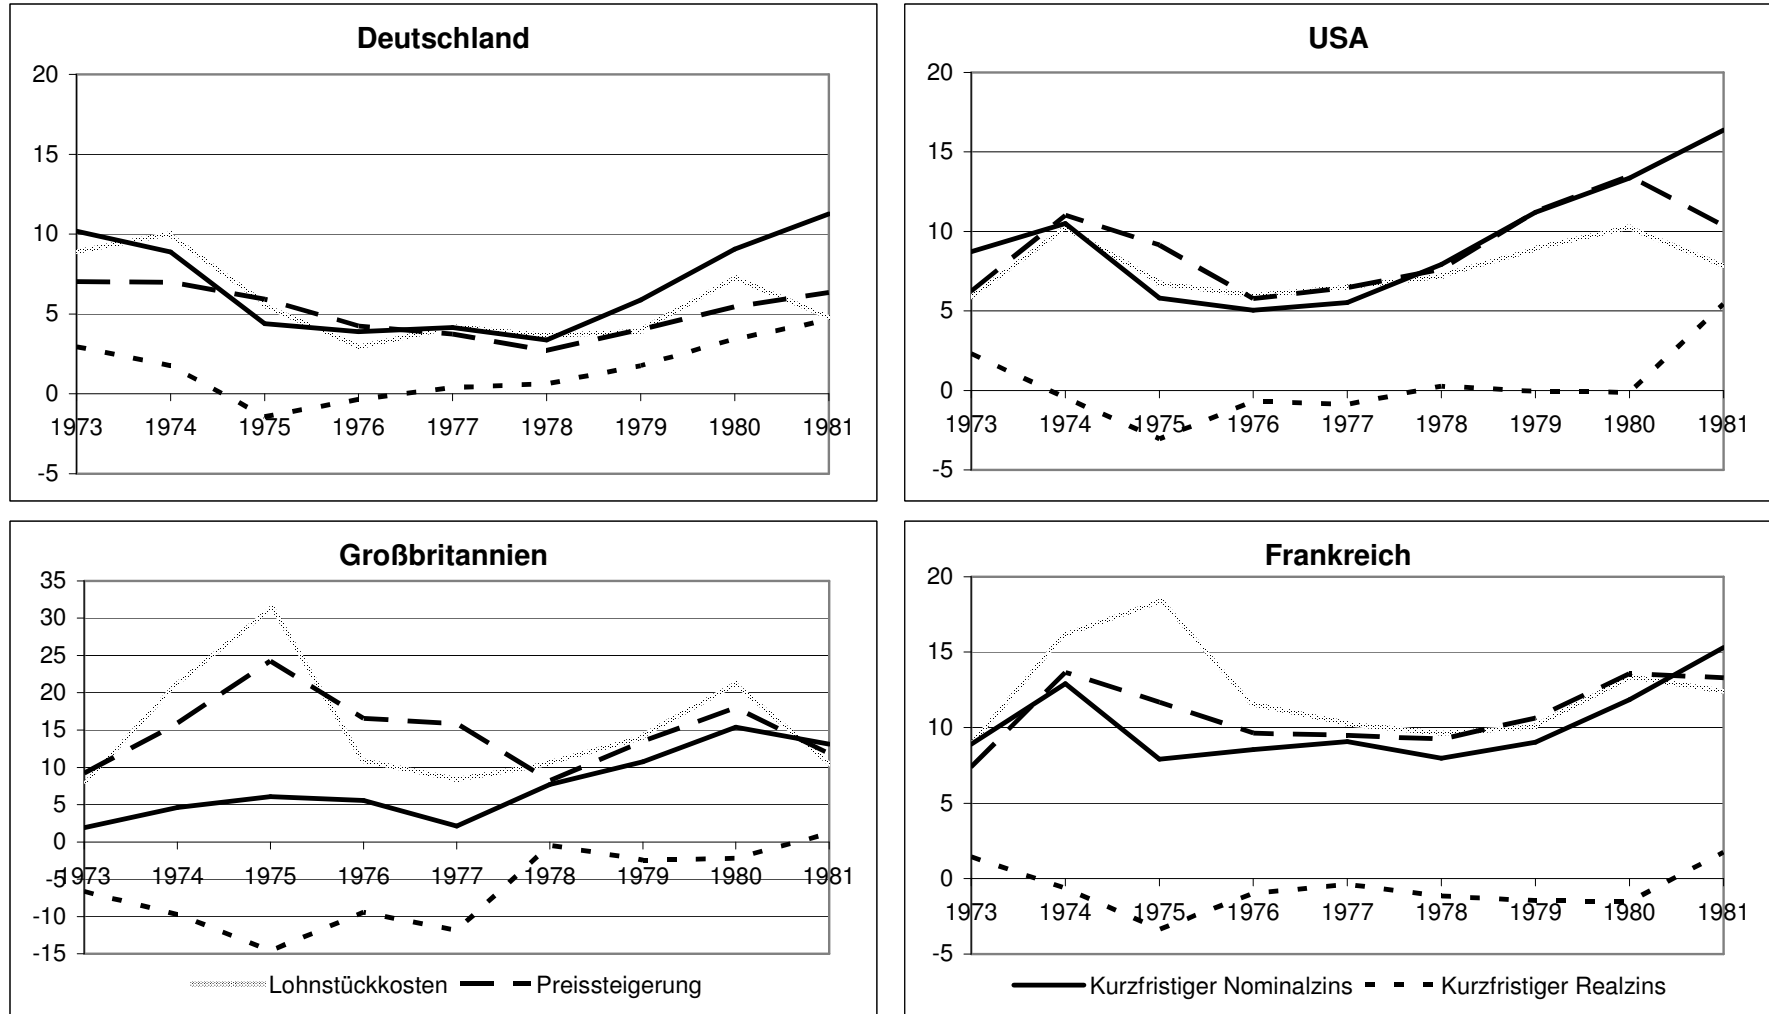 Deutschland
20
15
10
5
0
-5
1973 1974 1975 1976 1977 1978 1979 1980 1981
USA
20
15
10
5
0
-5
1973 1974 1975 1976 1977 1978 1979 1980 1981
Großbritannien
35
30
25
20
15
10
5
0
-5
-10
-15
1973 1974 1975 1976 1977 1978 1979 1980 1981
Lohnstückkosten Preissteigerung
Frankreich
20
15
10
5
0
-5
1973 1974 1975 1976 1977 1978 1979 1980 1981
Kurzfristiger Nominalzins Kurzfristiger Realzins